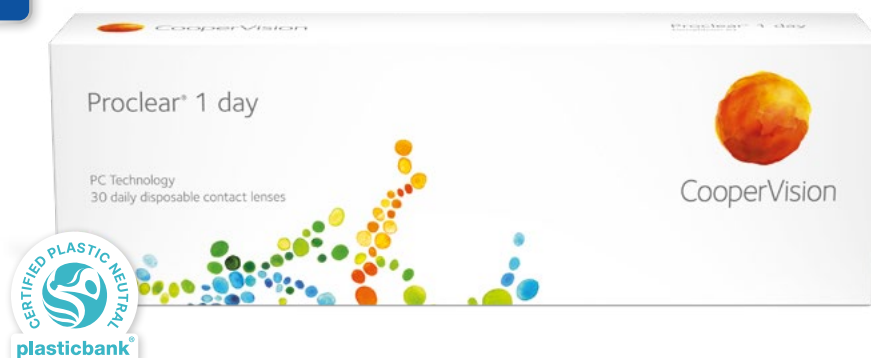 CooperVision
Proclear® 1 day
Proclear® 1 day
PC Technology
30 daily disposable contact lenses
CooperVision
CERTIFIED PLASTIC NEUTRAL
plasticbank®